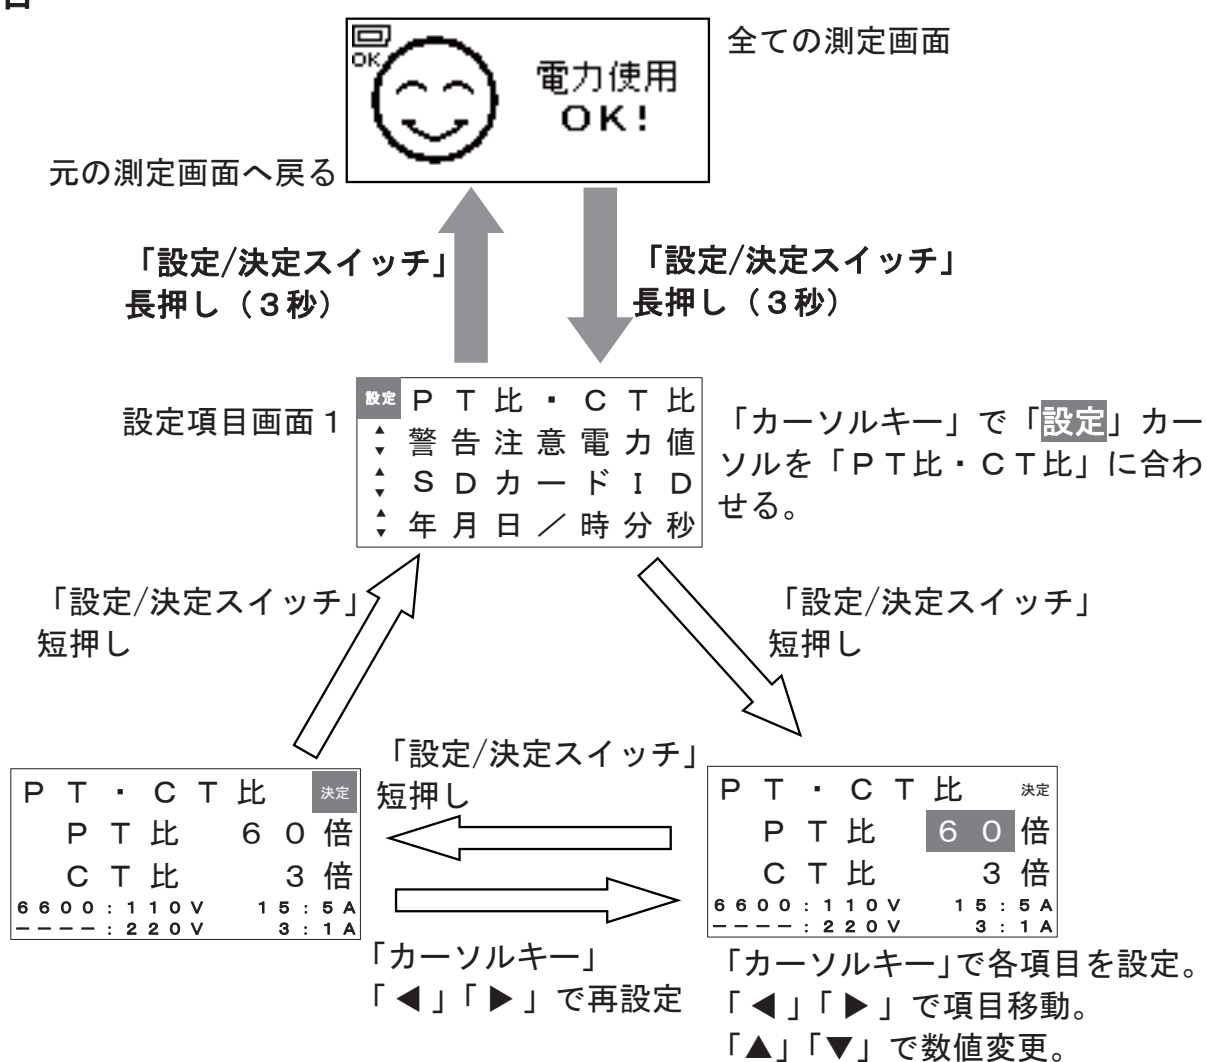 全ての測定画面
OK
電力使用
OK!
元の測定画面へ戻る
「設定/決定スイッチ」
長押し（３秒）
「設定/決定スイッチ」
長押し（３秒）
設定項目画面１
設定 ＰＴ比・ＣＴ比
▲▼ 警告注意電力値
▲▼ ＳＤカードＩＤ
▲▼ 年月日／時分秒
「カーソルキー」で「設定」カー
ソルを「ＰＴ比・ＣＴ比」に合わ
せる。
「設定/決定スイッチ」
短押し
「設定/決定スイッチ」
短押し
「設定/決定スイッチ」
短押し
ＰＴ・ＣＴ比 決定
ＰＴ比 ６０倍
ＣＴ比 ３倍
6600:110V 15:5A
----:220V 3:1A
ＰＴ・ＣＴ比 決定
ＰＴ比 ６０倍
ＣＴ比 ３倍
6600:110V 15:5A
----:220V 3:1A
「カーソルキー」
「◀」「▶」で再設定
「カーソルキー」で各項目を設定。
「◀」「▶」で項目移動。
「▲」「▼」で数値変更。